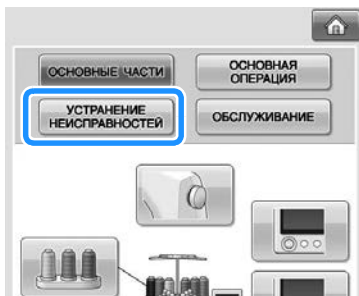 ОСНОВНЫЕ ЧАСТИ
ОСНОВНАЯ
ОПЕРАЦИЯ
УСТРАНЕНИЕ
НЕИСПРАВНОСТЕЙ
ОБСЛУЖИВАНИЕ